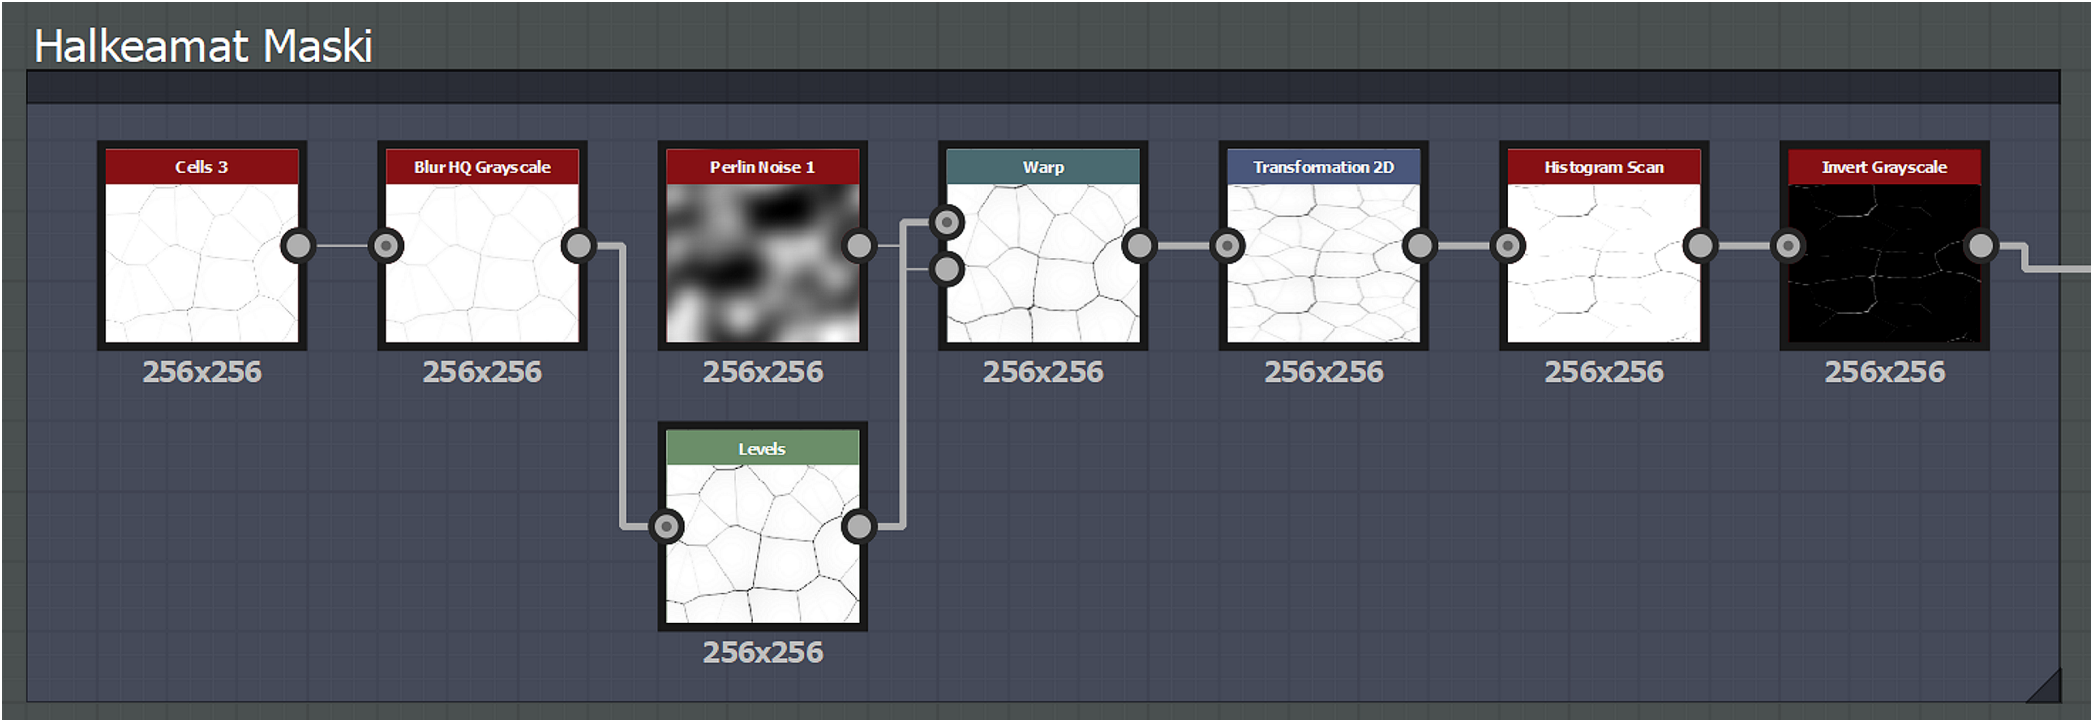 Halkeamat Maski
Cells 3
Blur HQ Grayscale
Perlin Noise 1
Warp
Transformation 2D
Histogram Scan
Invert Grayscale
256x256
256x256
256x256
256x256
256x256
256x256
256x256
Levels
256x256